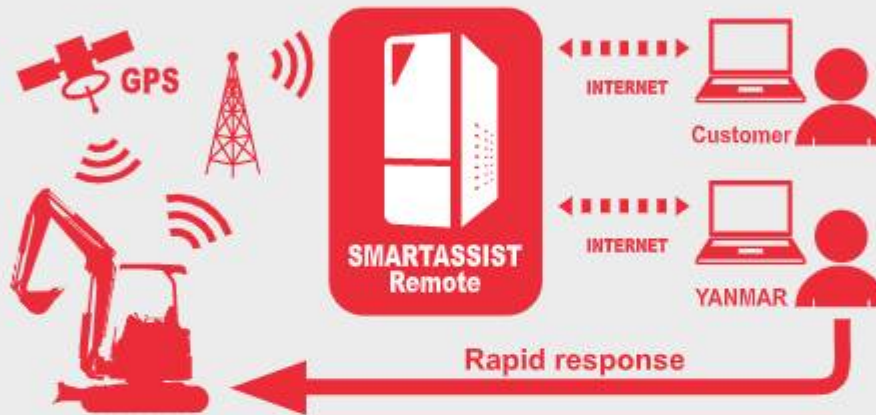 GPS
SMARTASSIST
Remote
INTERNET
Customer
INTERNET
YANMAR
Rapid response